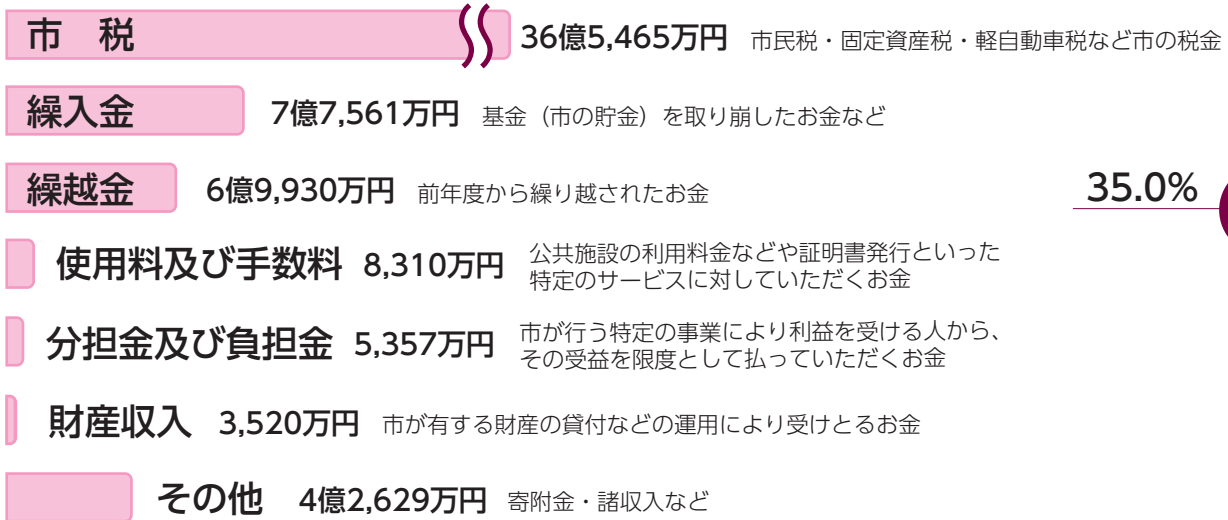 市　税 36億5,465万円 市民税・固定資産税・軽自動車税など市の税金
繰入金 7億7,561万円 基金（市の貯金）を取り崩したお金など
繰越金 6億9,930万円 前年度から繰り越されたお金
35.0%
使用料及び手数料 8,310万円 公共施設の利用料金などや証明書発行といった
特定のサービスに対していただくお金
分担金及び負担金 5,357万円 市が行う特定の事業により利益を受ける人から、
その受益を限度として払っていただくお金
財産収入 3,520万円 市が有する財産の貸付などの運用により受けとるお金
その他 4億2,629万円 寄附金・諸収入など